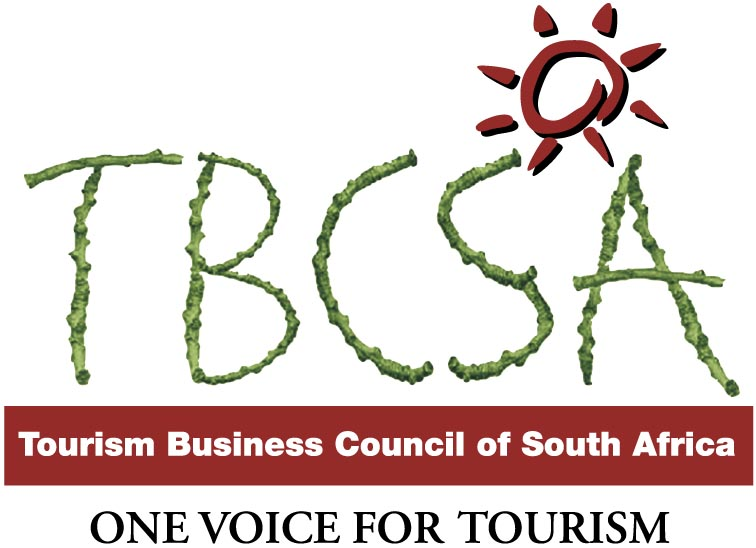 TBCSA
Tourism Business Council of South Africa
ONE VOICE FOR TOURISM